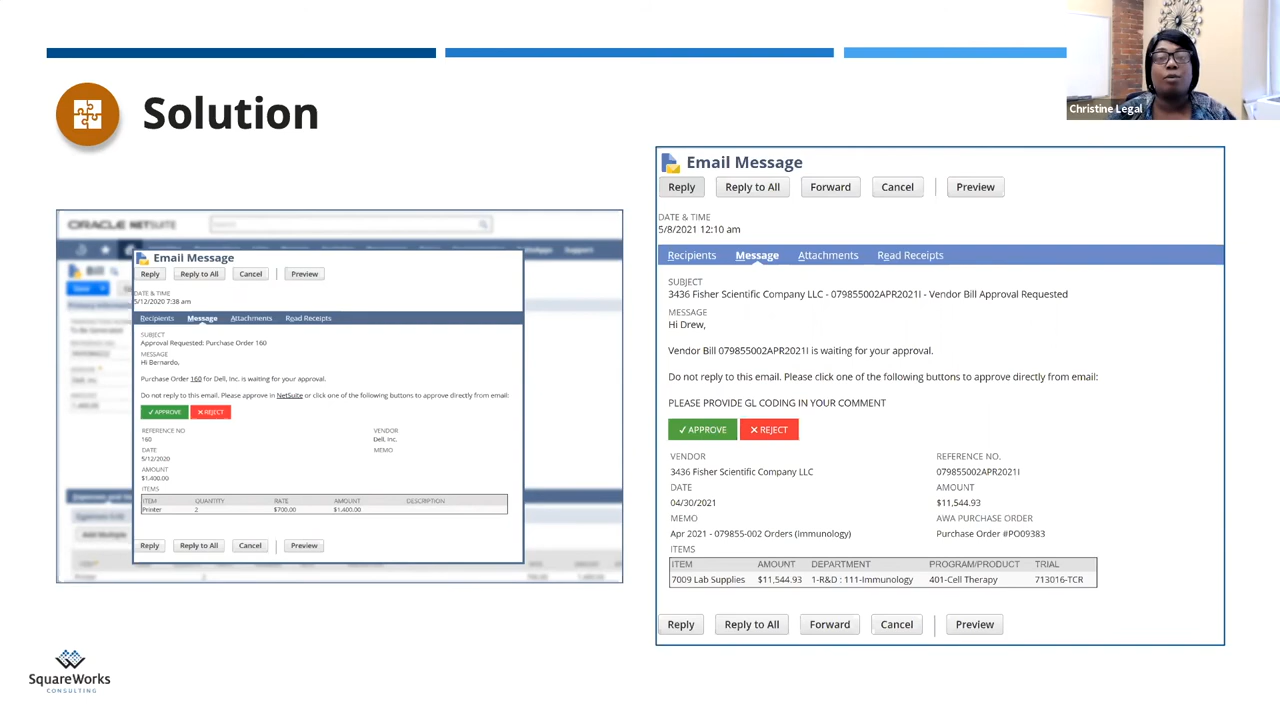 Christine Legal
Solution
ORACLE NETSUITE
Bill
Support
Email Message
Reply Reply to All Cancel Preview
DATE & TIME
5/12/2020 7:38 am
Recipients Message Attachments Read Receipts
SUBJECT
Approval Requested: Purchase Order 160
MESSAGE
Hi Bernardo,
Purchase Order 160 for Dell, Inc. is waiting for your approval.
Do not reply to this email. Please approve in NetSuite or click one of the following buttons to approve directly from email:
✓ APPROVE ✕ REJECT
REFERENCE NO VENDOR
160 Dell, Inc.
DATE MEMO
5/12/2020
AMOUNT
$1,400.00
ITEMS
ITEM QUANTITY RATE AMOUNT DESCRIPTION
Printer 2 $700.00 $1,400.00
Reply Reply to All Cancel Preview
Add Multiple
Email Message
Reply Reply to All Forward Cancel Preview
DATE & TIME
5/8/2021 12:10 am
Recipients Message Attachments Read Receipts
SUBJECT
3436 Fisher Scientific Company LLC - 079855002APR2021I - Vendor Bill Approval Requested
MESSAGE
Hi Drew,
Vendor Bill 079855002APR2021I is waiting for your approval.
Do not reply to this email. Please click one of the following buttons to approve directly from email:
PLEASE PROVIDE GL CODING IN YOUR COMMENT
✓ APPROVE ✕ REJECT
VENDOR REFERENCE NO.
3436 Fisher Scientific Company LLC 079855002APR2021I
DATE AMOUNT
04/30/2021 $11,544.93
MEMO AWA PURCHASE ORDER
Apr 2021 - 079855-002 Orders (Immunology) Purchase Order #PO09383
ITEMS
ITEM AMOUNT DEPARTMENT PROGRAM/PRODUCT TRIAL
7009 Lab Supplies $11,544.93 1-R&D : 111-Immunology 401-Cell Therapy 713016-TCR
Reply Reply to All Forward Cancel Preview
SquareWorks
CONSULTING